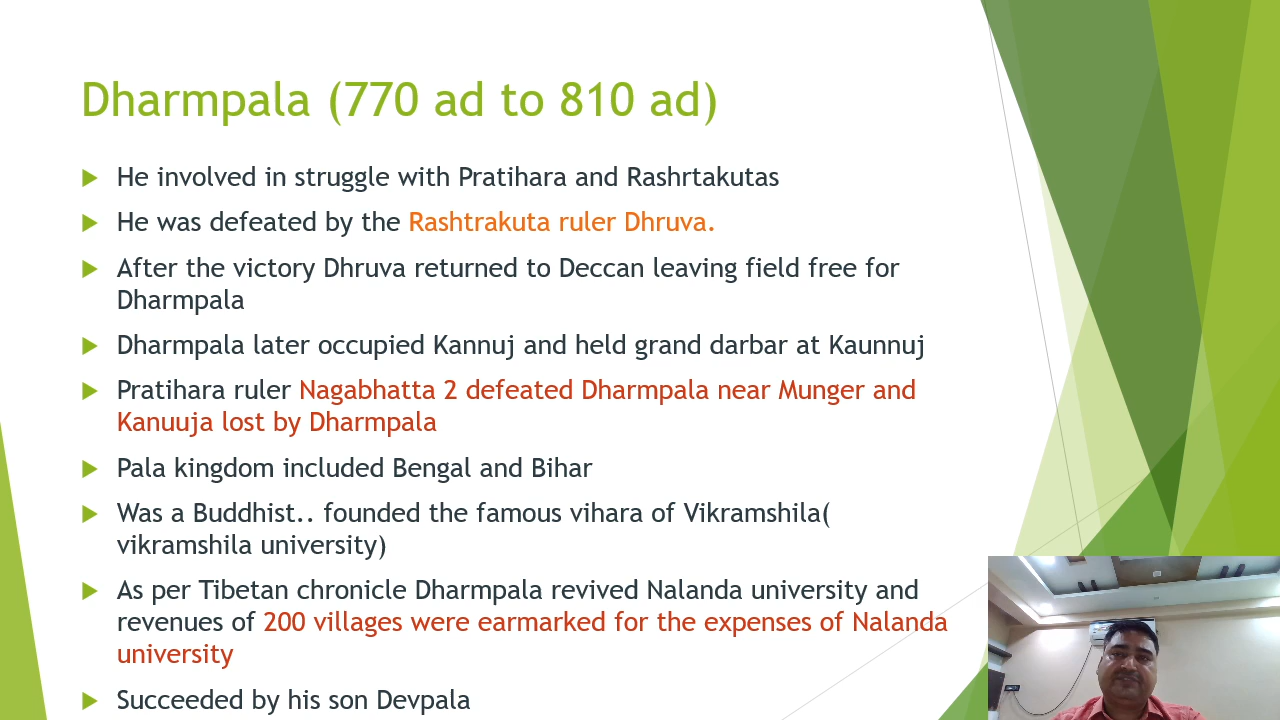 Dharmpala (770 ad to 810 ad)
He involved in struggle with Pratihara and Rashrtakutas
He was defeated by the Rashtrakuta ruler Dhruva.
After the victory Dhruva returned to Deccan leaving field free for
Dharmpala
Dharmpala later occupied Kannuj and held grand darbar at Kaunnuj
Pratihara ruler Nagabhatta 2 defeated Dharmpala near Munger and
Kanuuja lost by Dharmpala
Pala kingdom included Bengal and Bihar
Was a Buddhist.. founded the famous vihara of Vikramshila(
vikramshila university)
As per Tibetan chronicle Dharmpala revived Nalanda university and
revenues of 200 villages were earmarked for the expenses of Nalanda
university
Succeeded by his son Devpala